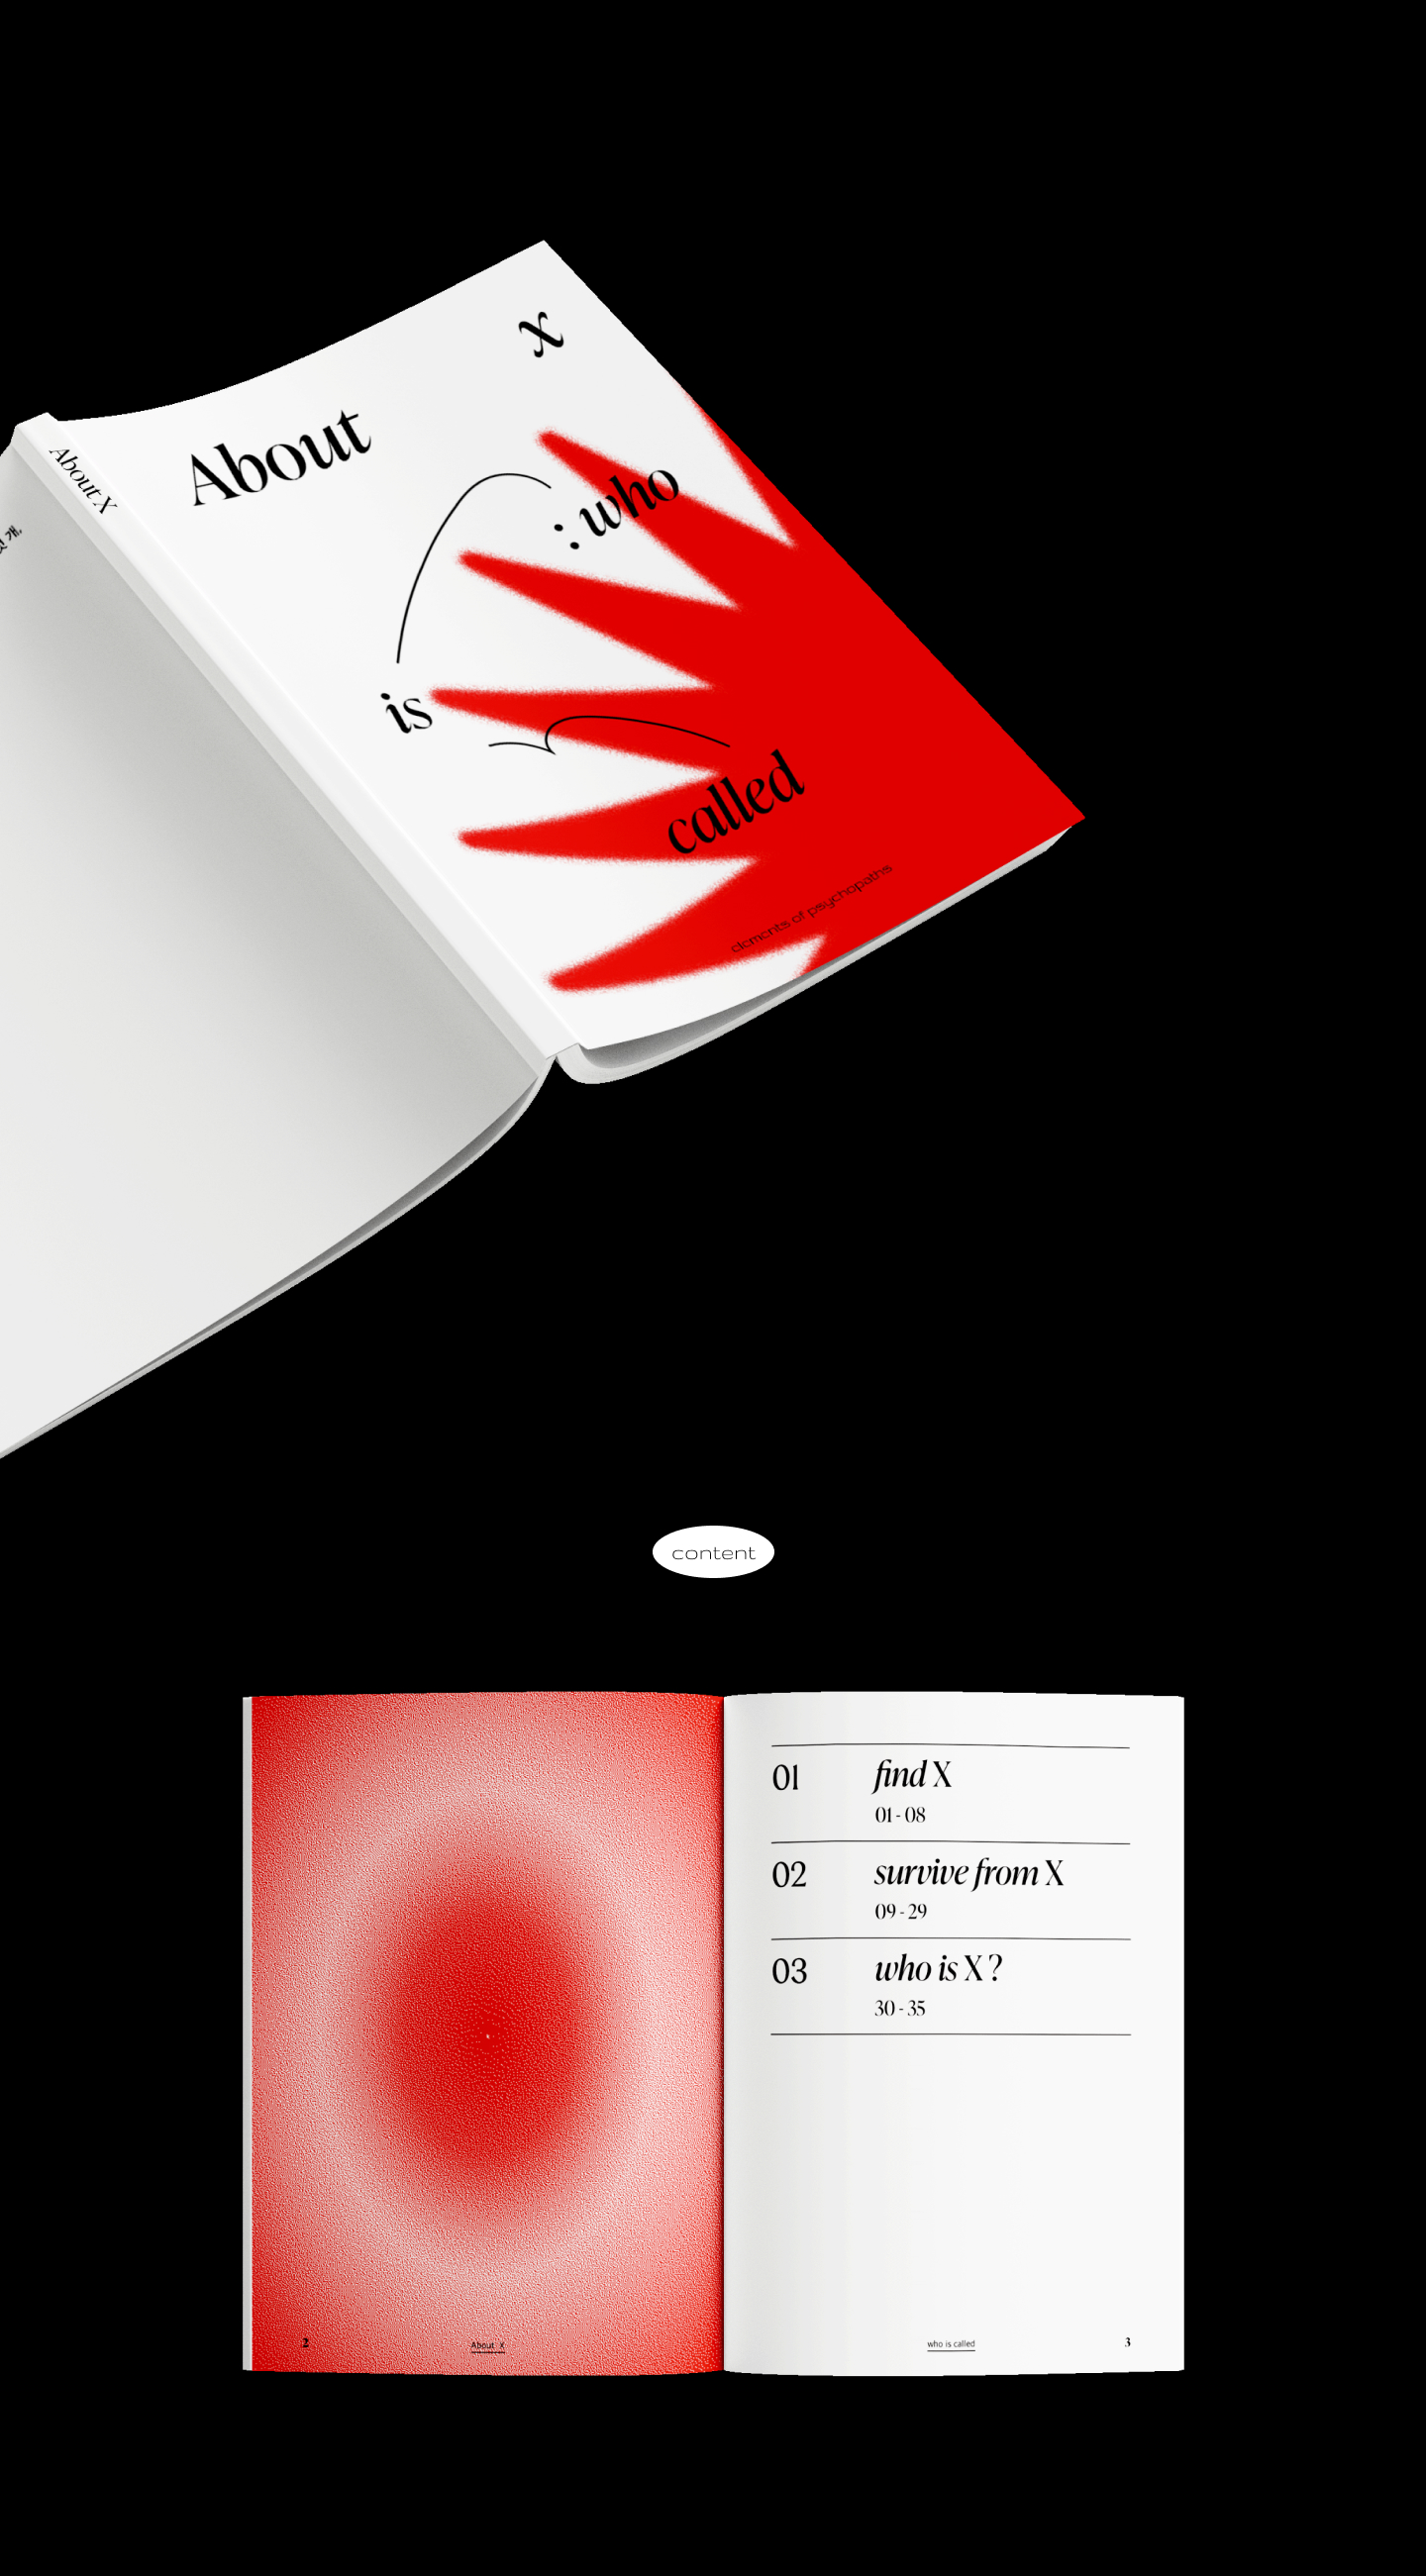 x
About
About X
: who
is
called
elements of psychopaths
content
01 find X
01 - 08
02 survive from X
09 - 29
03 who is X ?
30 - 35
2 About X
who is called 3